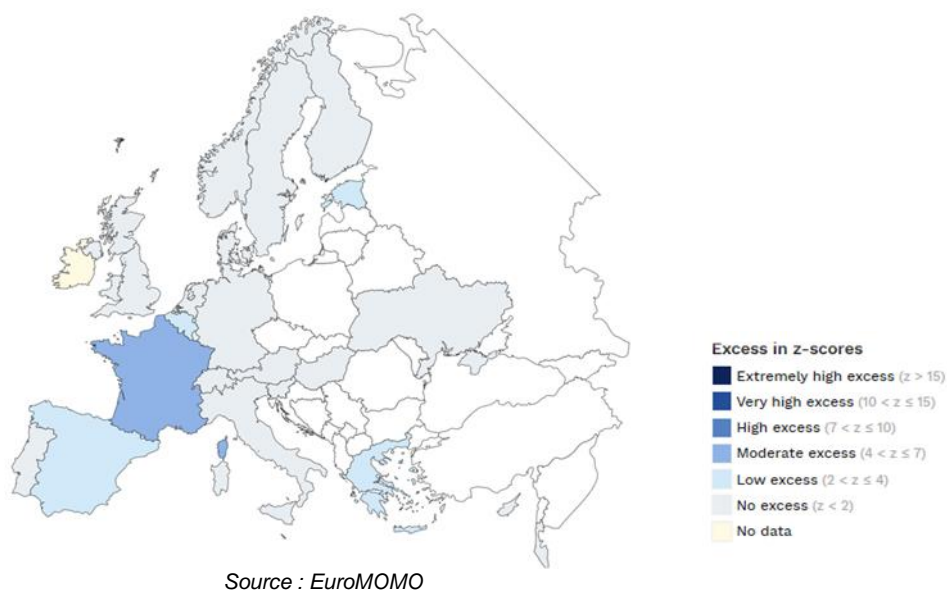 Excess in z-scores
Extremely high excess (z > 15)
Very high excess (10 < z ≤ 15)
High excess (7 < z ≤ 10)
Moderate excess (4 < z ≤ 7)
Low excess (2 < z ≤ 4)
No excess (z < 2)
No data
Source : EuroMOMO